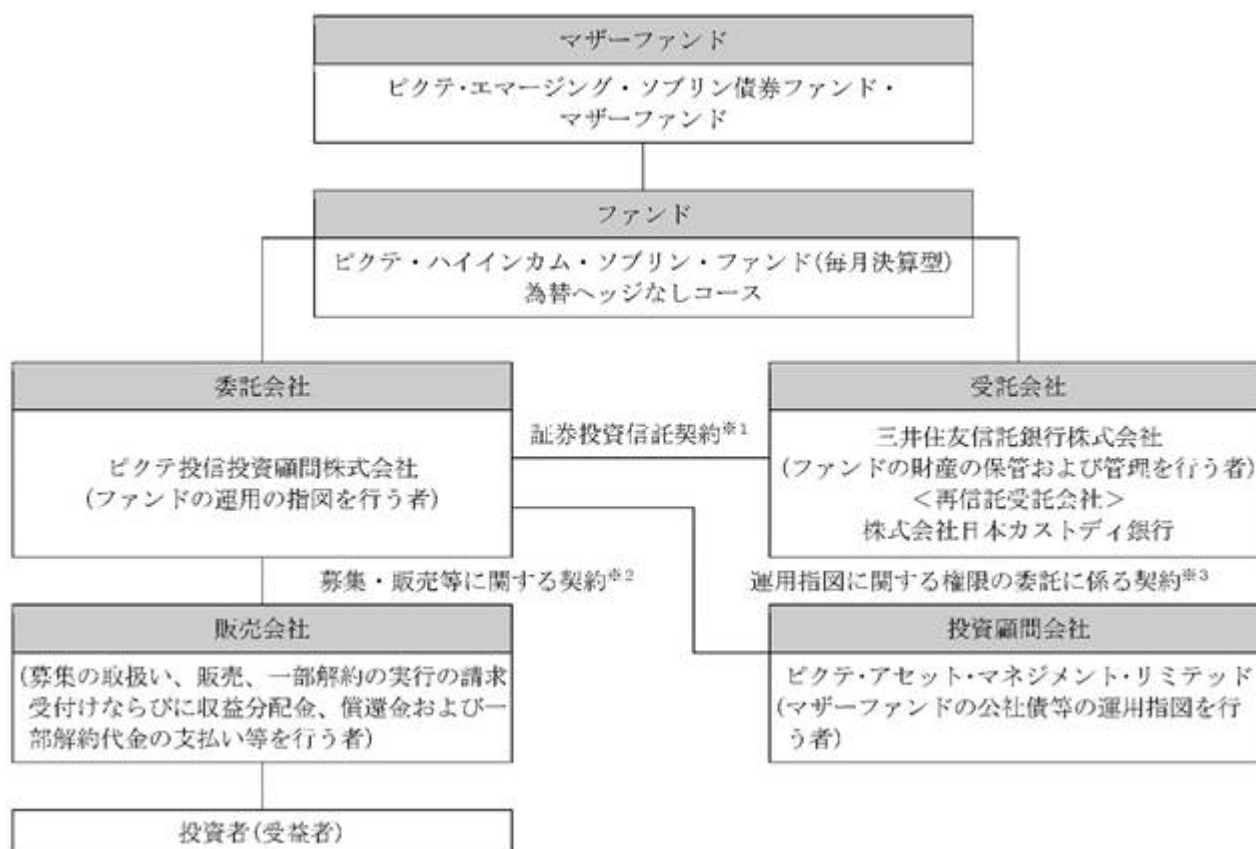 マザーファンド
ピクテ・エマージング・ソブリン債券ファンド・
マザーファンド
ファンド
ピクテ・ハイインカム・ソブリン・ファンド(毎月決算型)
為替ヘッジなしコース
委託会社
ピクテ投信投資顧問株式会社
(ファンドの運用の指図を行う者)
証券投資信託契約※1
受託会社
三井住友信託銀行株式会社
(ファンドの財産の保管および管理を行う者)
<再信託受託会社>
株式会社日本カストディ銀行
募集・販売等に関する契約※2
運用指図に関する権限の委託に係る契約※3
販売会社
(募集の取扱い、販売、一部解約の実行の請求
受付けならびに収益分配金、償還金および一
部解約代金の支払い等を行う者)
投資顧問会社
ピクテ・アセット・マネジメント・リミテッド
(マザーファンドの公社債等の運用指図を行
う者)
投資者(受益者)